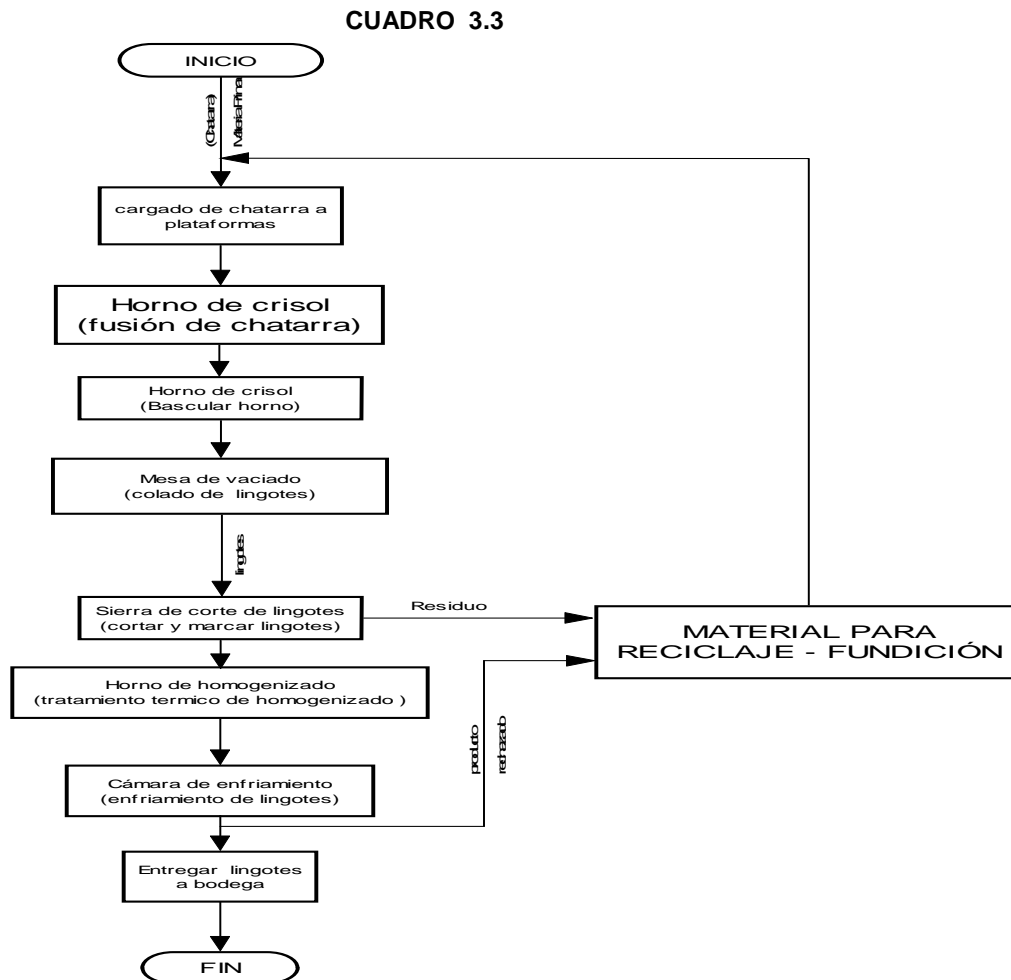 CUADRO 3.3
INICIO
(Chatarra)
Materia Prima
cargado de chatarra a
plataformas
Horno de crisol
(fusión de chatarra)
Horno de crisol
(Bascular horno)
Mesa de vaciado
(colado de lingotes)
lingotes
Sierra de corte de lingotes
(cortar y marcar lingotes)
Residuo
MATERIAL PARA
RECICLAJE - FUNDICIÓN
Horno de homogenizado
(tratamiento termico de homogenizado )
producto
rechazado
Cámara de enfriamiento
(enfriamiento de lingotes)
Entregar lingotes
a bodega
FIN